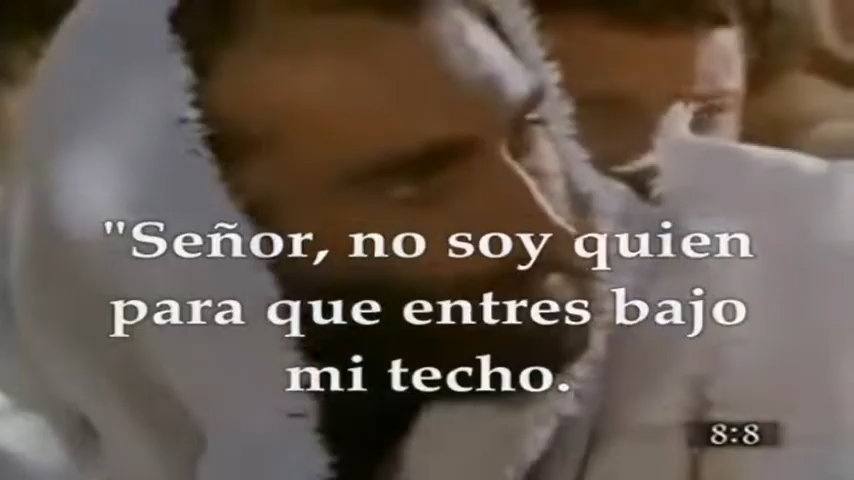 "Señor, no soy quien
para que entres bajo
mi techo.
8:8